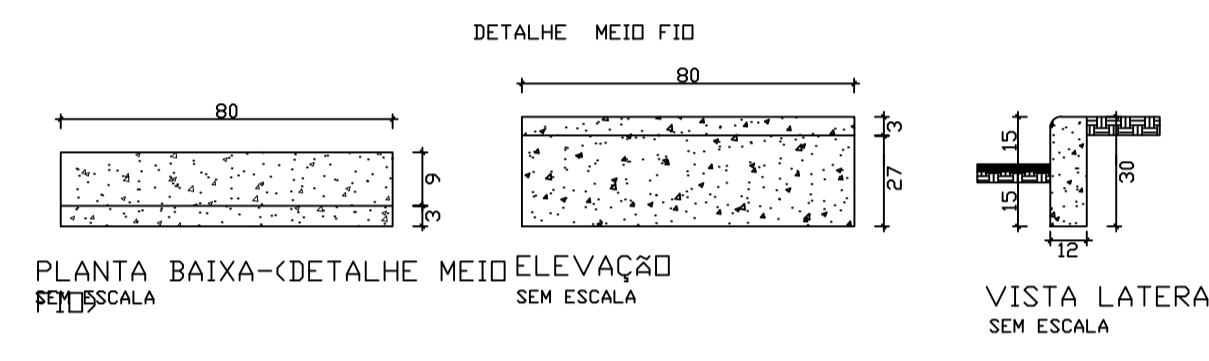 DETALHE MEIO FIO
80
9
3
PLANTA BAIXA-(DETALHE MEIO
FIO)
SEM ESCALA
80
3
27
ELEVAÇÃO
SEM ESCALA
15
15
30
12
VISTA LATERA
SEM ESCALA